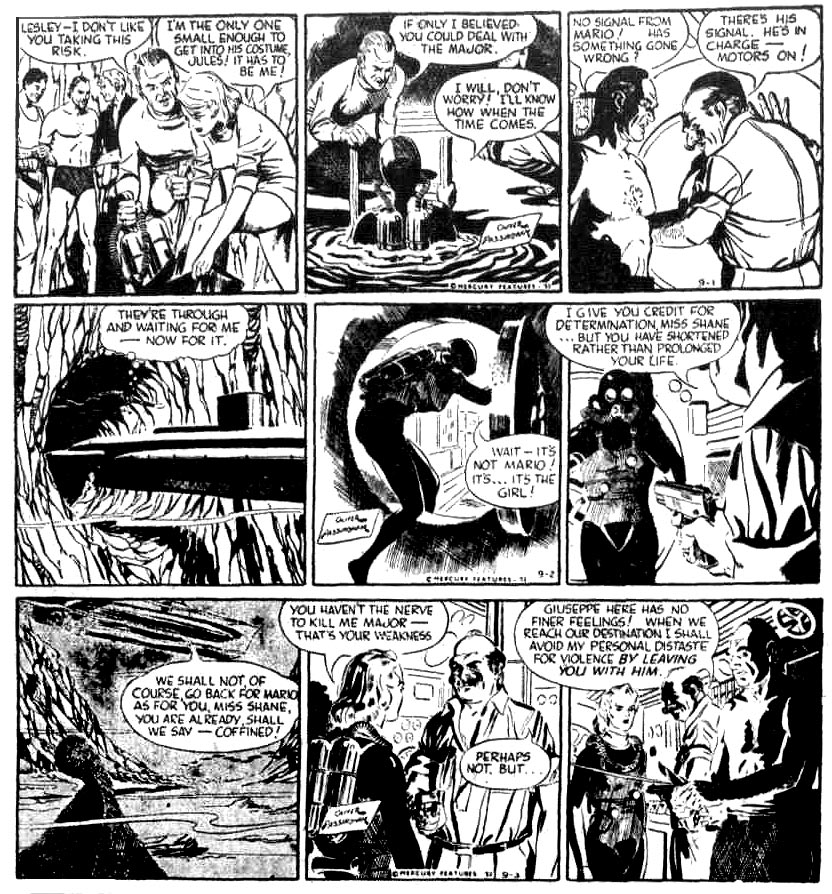 LESLEY—I DON'T LIKE
YOU TAKING THIS
RISK.
I'M THE ONLY ONE
SMALL ENOUGH TO
GET INTO HIS COSTUME,
JULES! IT HAS TO
BE ME!
IF ONLY I BELIEVED
YOU COULD DEAL WITH
THE MAJOR.
I WILL, DON'T
WORRY! I'LL KNOW
HOW WHEN THE
TIME COMES.
OLIVER
PASSINGHAM
© MERCURY FEATURES - 72
NO SIGNAL FROM
MARIO! HAS
SOMETHING GONE
WRONG?
THERE'S HIS
SIGNAL. HE'S IN
CHARGE —
MOTORS ON!
9-1
THEY'RE THROUGH
AND WAITING FOR ME
— NOW FOR IT.
WAIT — IT'S
NOT MARIO!
IT'S... IT'S THE
GIRL!
OLIVER
PASSINGHAM
© MERCURY FEATURES - 72
9-2
I GIVE YOU CREDIT FOR
DETERMNATION, MISS SHANE
...BUT YOU HAVE SHORTENED
RATHER THAN PROLONGED
YOUR LIFE.
WE SHALL NOT, OF
COURSE, GO BACK FOR MARIO
AS FOR YOU, MISS SHANE,
YOU ARE ALREADY, SHALL
WE SAY — COFFINED!
YOU HAVEN'T THE NERVE
TO KILL ME MAJOR —
THAT'S YOUR WEAKNESS
PERHAPS
NOT, BUT...
OLIVER
PASSINGHAM
© MERCURY FEATURES 72 9-3
GIUSEPPE HERE HAS NO
FINER FEELINGS! WHEN WE
REACH OUR DESTINATION I SHALL
AVOID MY PERSONAL DISTASTE
FOR VIOLENCE BY LEAVING
YOU WITH HIM.